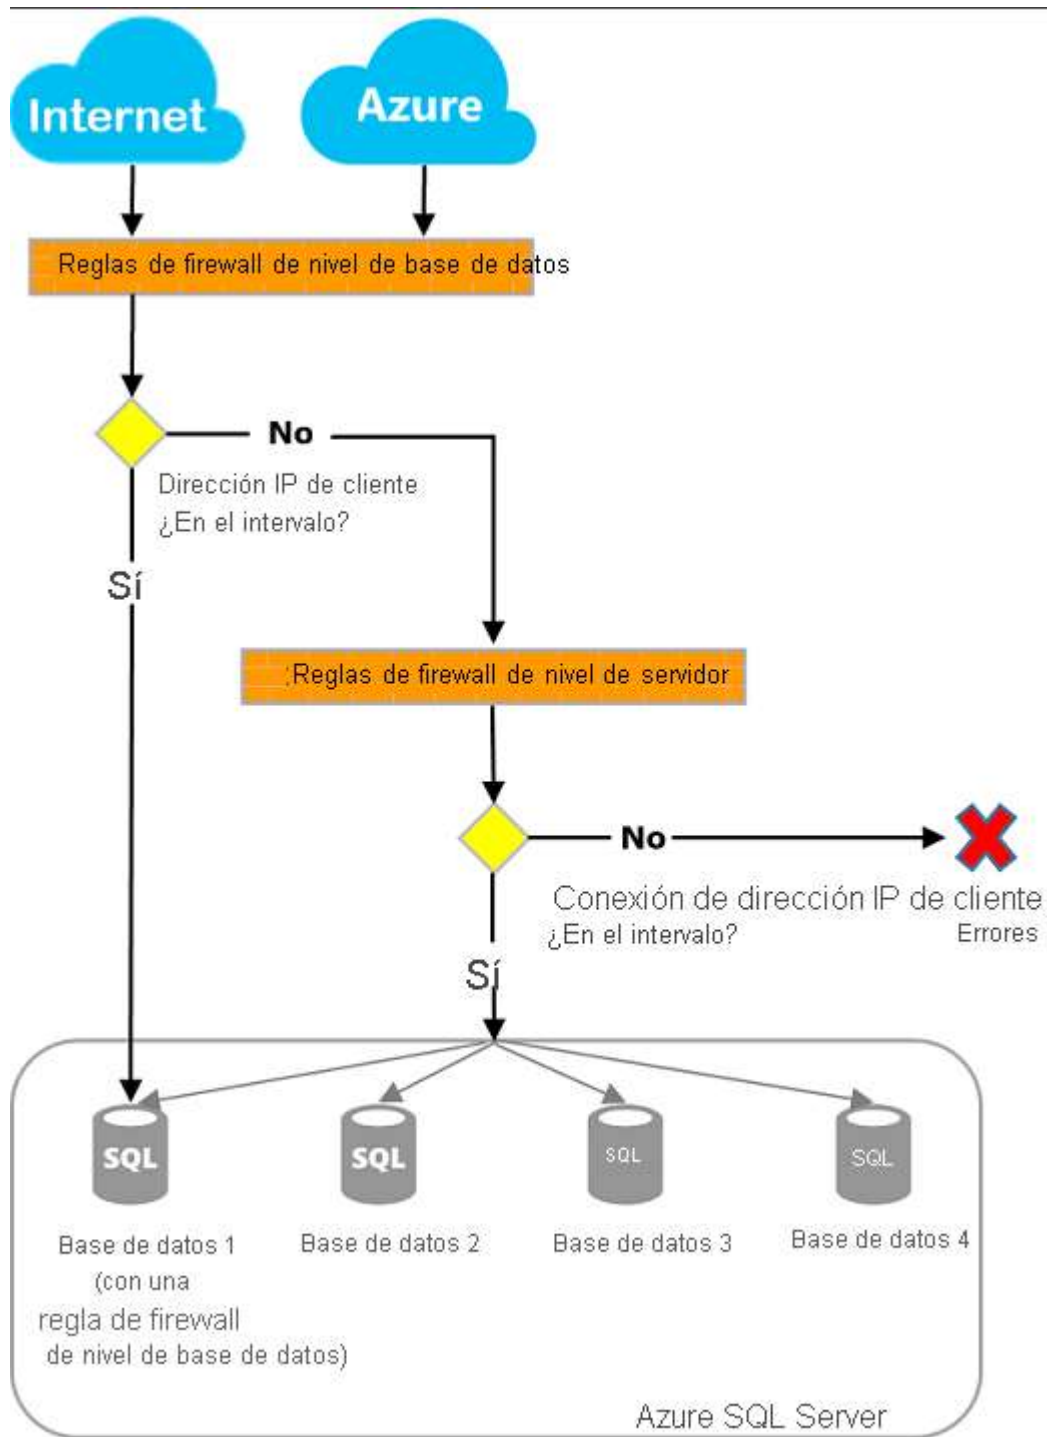 Internet
Azure
Reglas de firewall de nivel de base de datos
No
Dirección IP de cliente
¿En el intervalo?
Sí
:Reglas de firewall de nivel de servidor
No
Conexión de dirección IP de cliente
¿En el intervalo?
Errores
Sí
SQL
SQL
SQL
SQL
Base de datos 1
(con una
regla de firewall
de nivel de base de datos)
Base de datos 2
Base de datos 3
Base de datos 4
Azure SQL Server